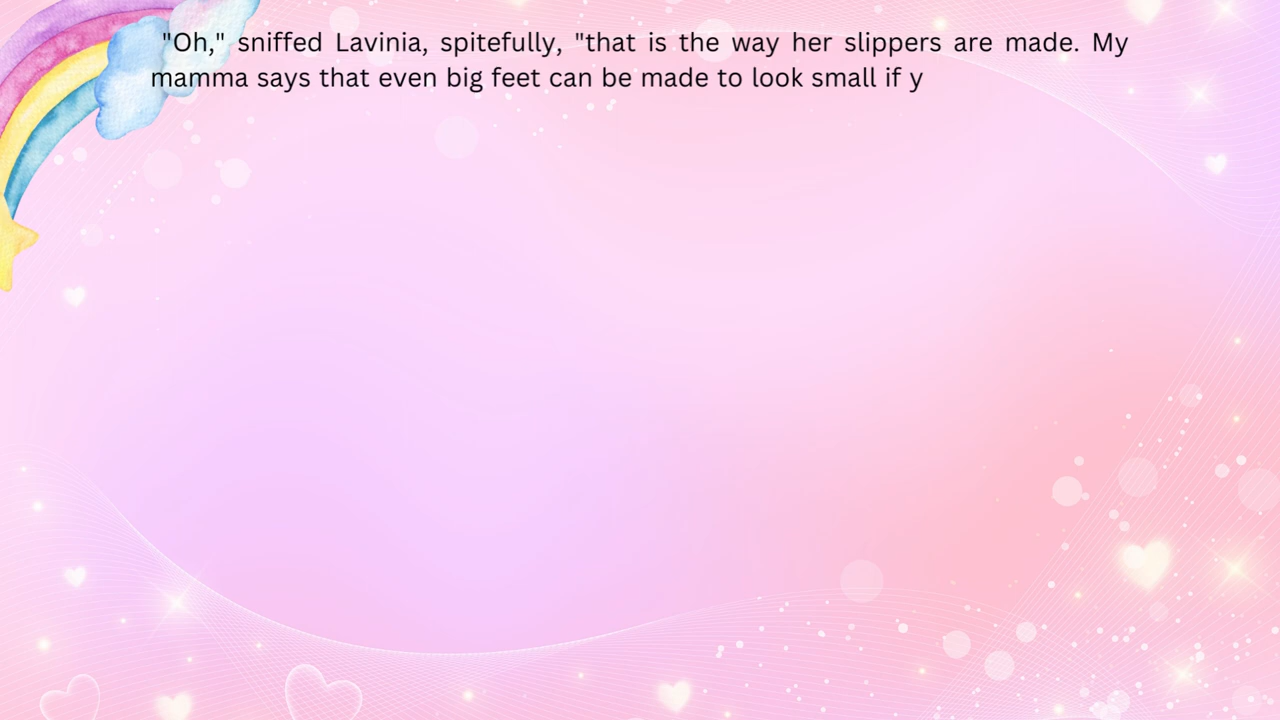 "Oh," sniffed Lavinia, spitefully, "that is the way her slippers are made. My
mamma says that even big feet can be made to look small if y